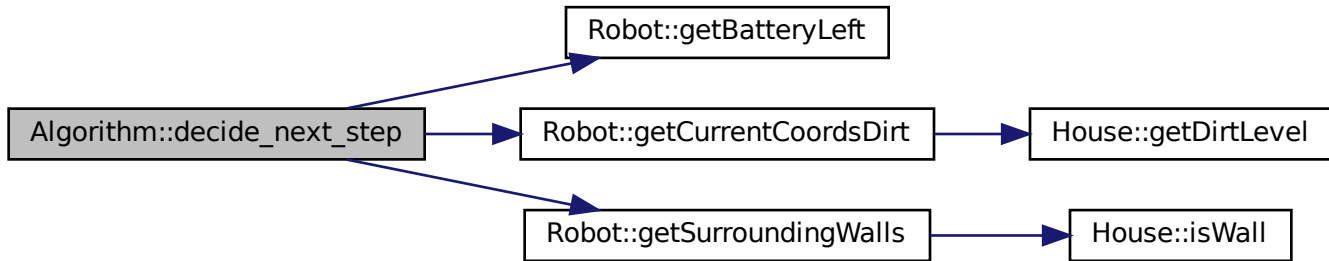 Robot::getBatteryLeft
Algorithm::decide_next_step
Robot::getCurrentCoordsDirt
House::getDirtLevel
Robot::getSurroundingWalls
House::isWall